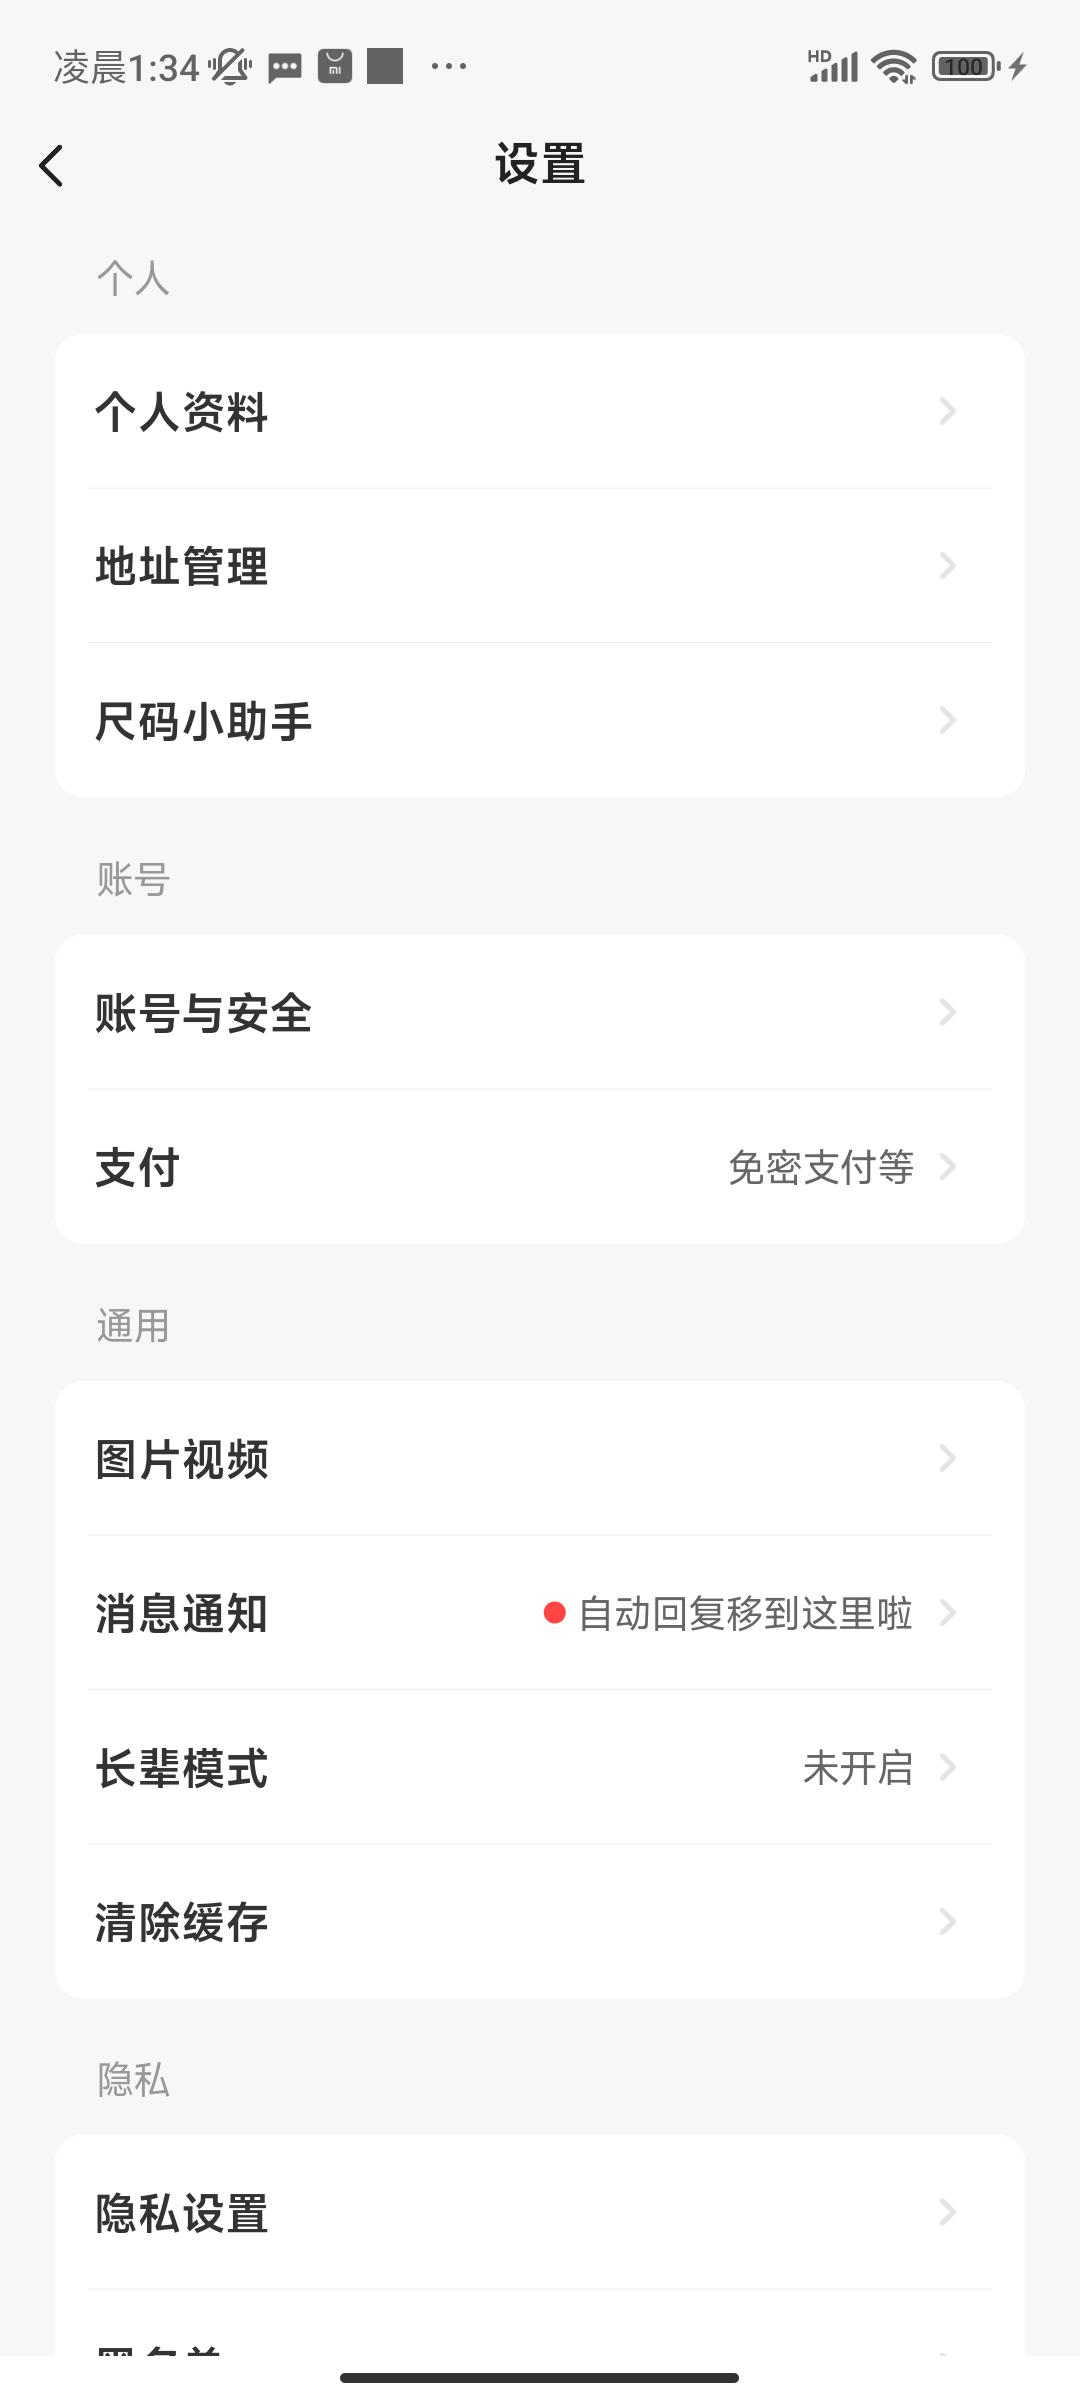 凌晨1:34
HD
100
设置
个人
个人资料
地址管理
尺码小助手
账号
账号与安全
支付 免密支付等
通用
图片视频
消息通知 自动回复移到这里啦
长辈模式 未开启
清除缓存
隐私
隐私设置